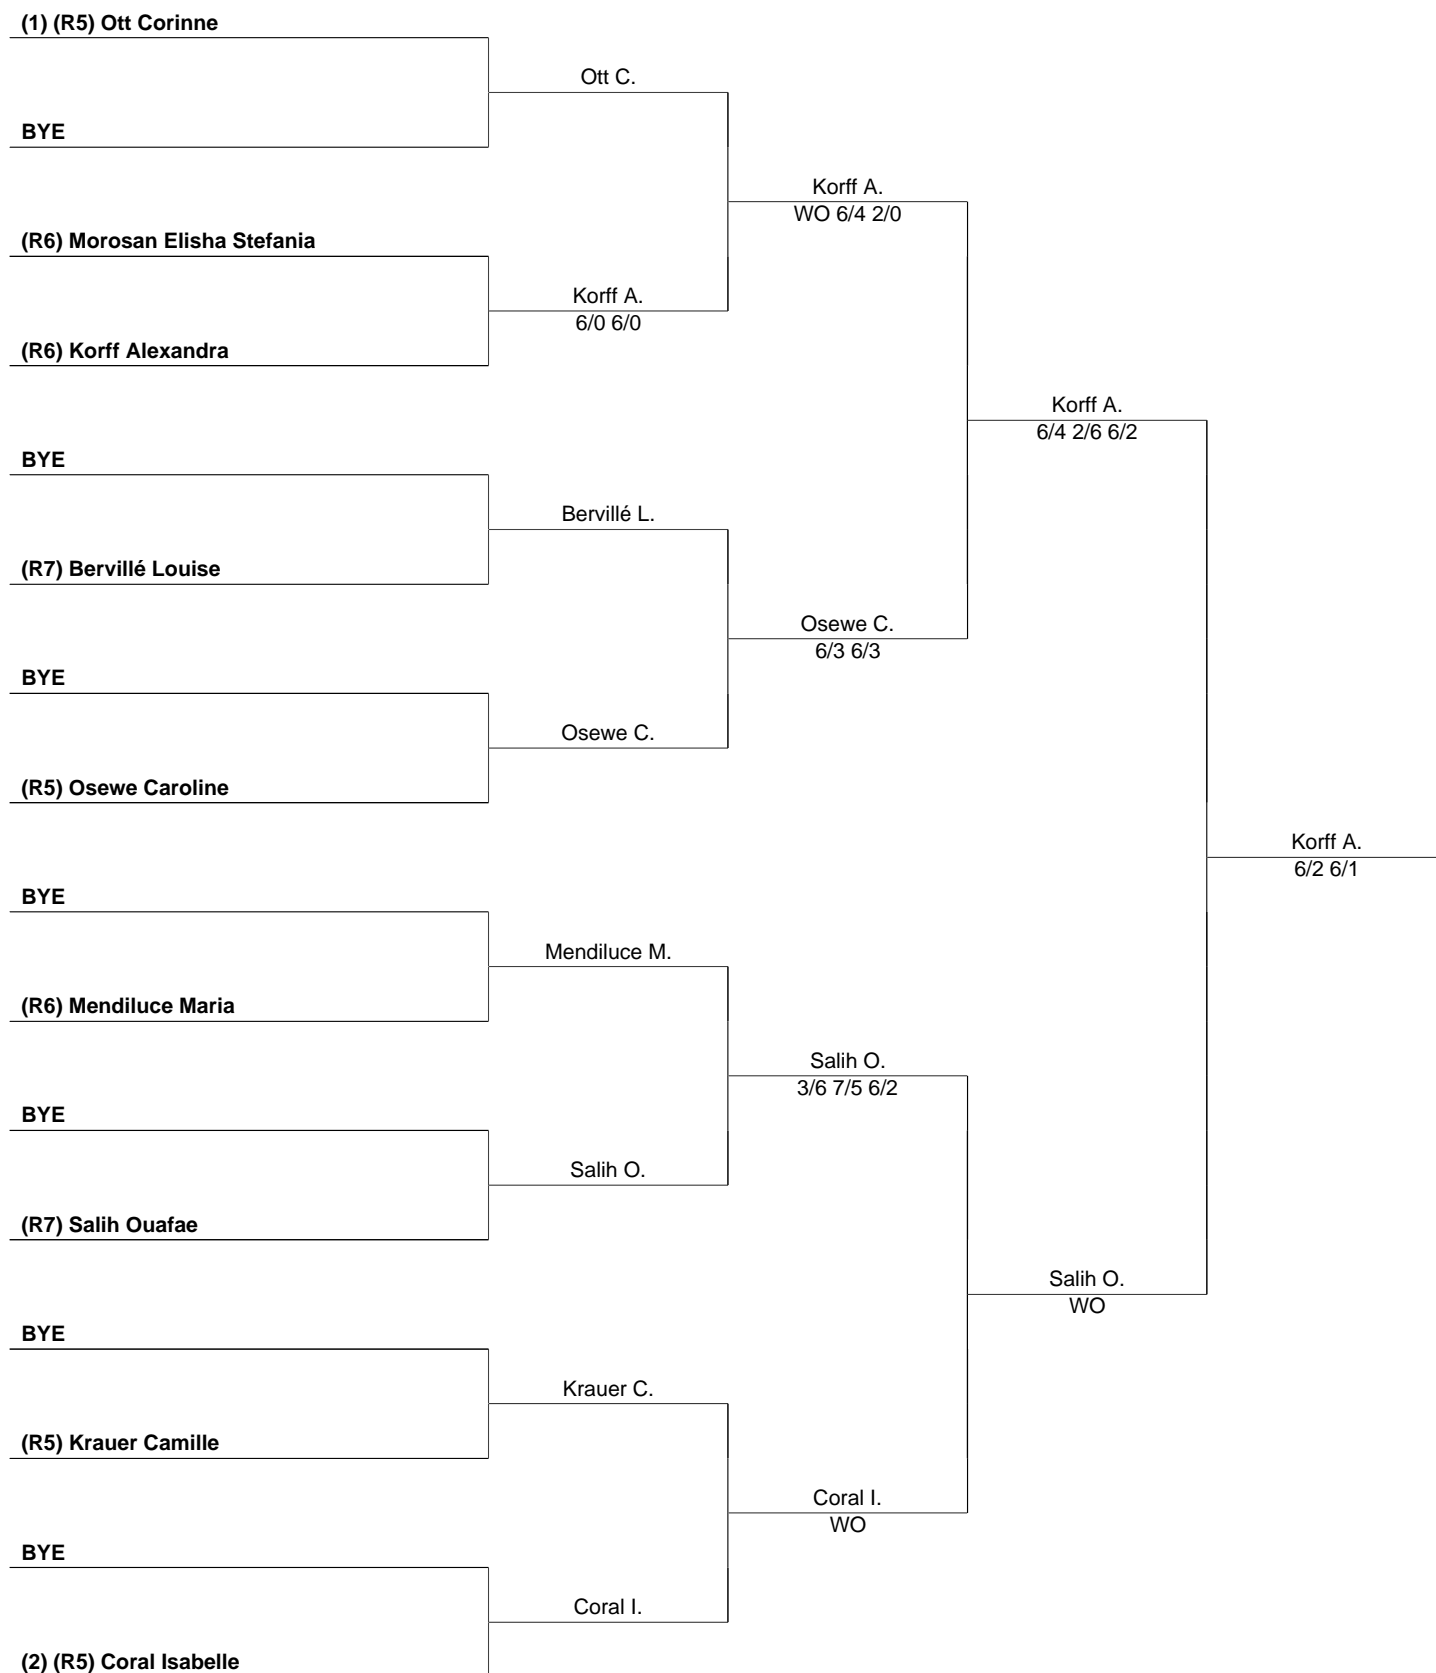 (1) (R5) Ott Corinne
Ott C.
BYE
Korff A.
WO 6/4 2/0
(R6) Morosan Elisha Stefania
Korff A.
6/0 6/0
(R6) Korff Alexandra
Korff A.
6/4 2/6 6/2
BYE
Bervillé L.
(R7) Bervillé Louise
Osewe C.
6/3 6/3
BYE
Osewe C.
(R5) Osewe Caroline
Korff A.
6/2 6/1
BYE
Mendiluce M.
(R6) Mendiluce Maria
Salih O.
3/6 7/5 6/2
BYE
Salih O.
(R7) Salih Ouafae
Salih O.
WO
BYE
Krauer C.
(R5) Krauer Camille
Coral I.
WO
BYE
Coral I.
(2) (R5) Coral Isabelle